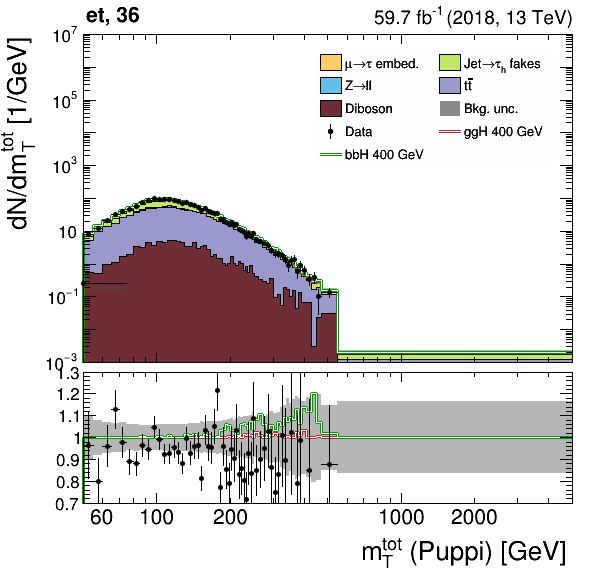 et, 36 59.7 fb⁻¹ (2018, 13 TeV)
dN/dm_T^tot [1/GeV]
10⁷
10⁵
10³
10
10⁻¹
10⁻³
μ→τ embed. Jet→τₕ fakes
Z→ll tt̄
Diboson Bkg. unc.
Data ggH 400 GeV
bbH 400 GeV
1.3
1.2
1.1
1.0
0.9
0.8
0.7
60 100 200 1000 2000
m_T^tot (Puppi) [GeV]